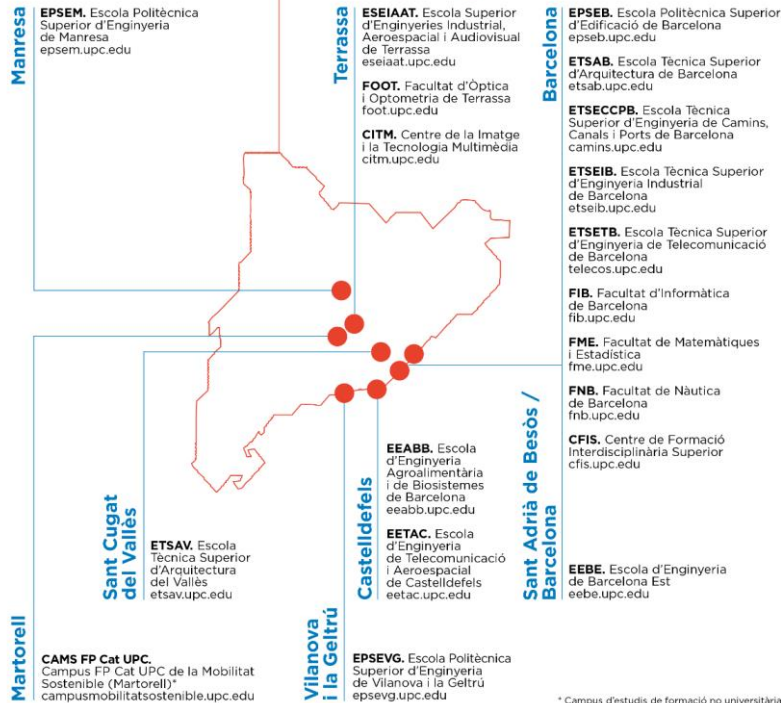 Manresa
EPSEM. Escola Politècnica
Superior d'Enginyeria
de Manresa
epsem.upc.edu
Terrassa
ESEIAAT. Escola Superior
d'Enginyeries Industrial,
Aeroespacial i Audiovisual
de Terrassa
eseiaat.upc.edu
FOOT. Facultat d'Òptica
i Optometria de Terrassa
foot.upc.edu
CITM. Centre de la Imatge
i la Tecnologia Multimèdia
citm.upc.edu
Barcelona
EPSEB. Escola Politècnica Superior
d'Edificació de Barcelona
epseb.upc.edu
ETSAB. Escola Tècnica Superior
d'Arquitectura de Barcelona
etsab.upc.edu
ETSECCPB. Escola Tècnica
Superior d'Enginyeria de Camins,
Canals i Ports de Barcelona
camins.upc.edu
ETSEIB. Escola Tècnica Superior
d'Enginyeria Industrial
de Barcelona
etseib.upc.edu
ETSETB. Escola Tècnica Superior
d'Enginyeria de Telecomunicació
de Barcelona
telecos.upc.edu
FIB. Facultat d'Informàtica
de Barcelona
fib.upc.edu
FME. Facultat de Matemàtiques
i Estadística
fme.upc.edu
FNB. Facultat de Nàutica
de Barcelona
fnb.upc.edu
CFIS. Centre de Formació
Interdisciplinària Superior
cfis.upc.edu
Sant Cugat
del Vallès
ETSAV. Escola
Tècnica Superior
d'Arquitectura
del Vallès
etsav.upc.edu
Castelldefels
EEABB. Escola
d'Enginyeria
Agroalimentària
i de Biosistemes
de Barcelona
eeabb.upc.edu
EETAC. Escola
d'Enginyeria
de Telecomunicació
i Aeroespacial
de Castelldefels
eetac.upc.edu
Sant Adrià de Besòs /
Barcelona
EEBE. Escola d'Enginyeria
de Barcelona Est
eebe.upc.edu
Martorell
CAMS FP Cat UPC.
Campus FP Cat UPC de la Mobilitat
Sostenible (Martorell)*
campusmobilitatsostenible.upc.edu
Vilanova
i la Geltrú
EPSEVG. Escola Politècnica
Superior d'Enginyeria
de Vilanova i la Geltrú
epsevg.upc.edu
* Campus d'estudis de formació no universitària